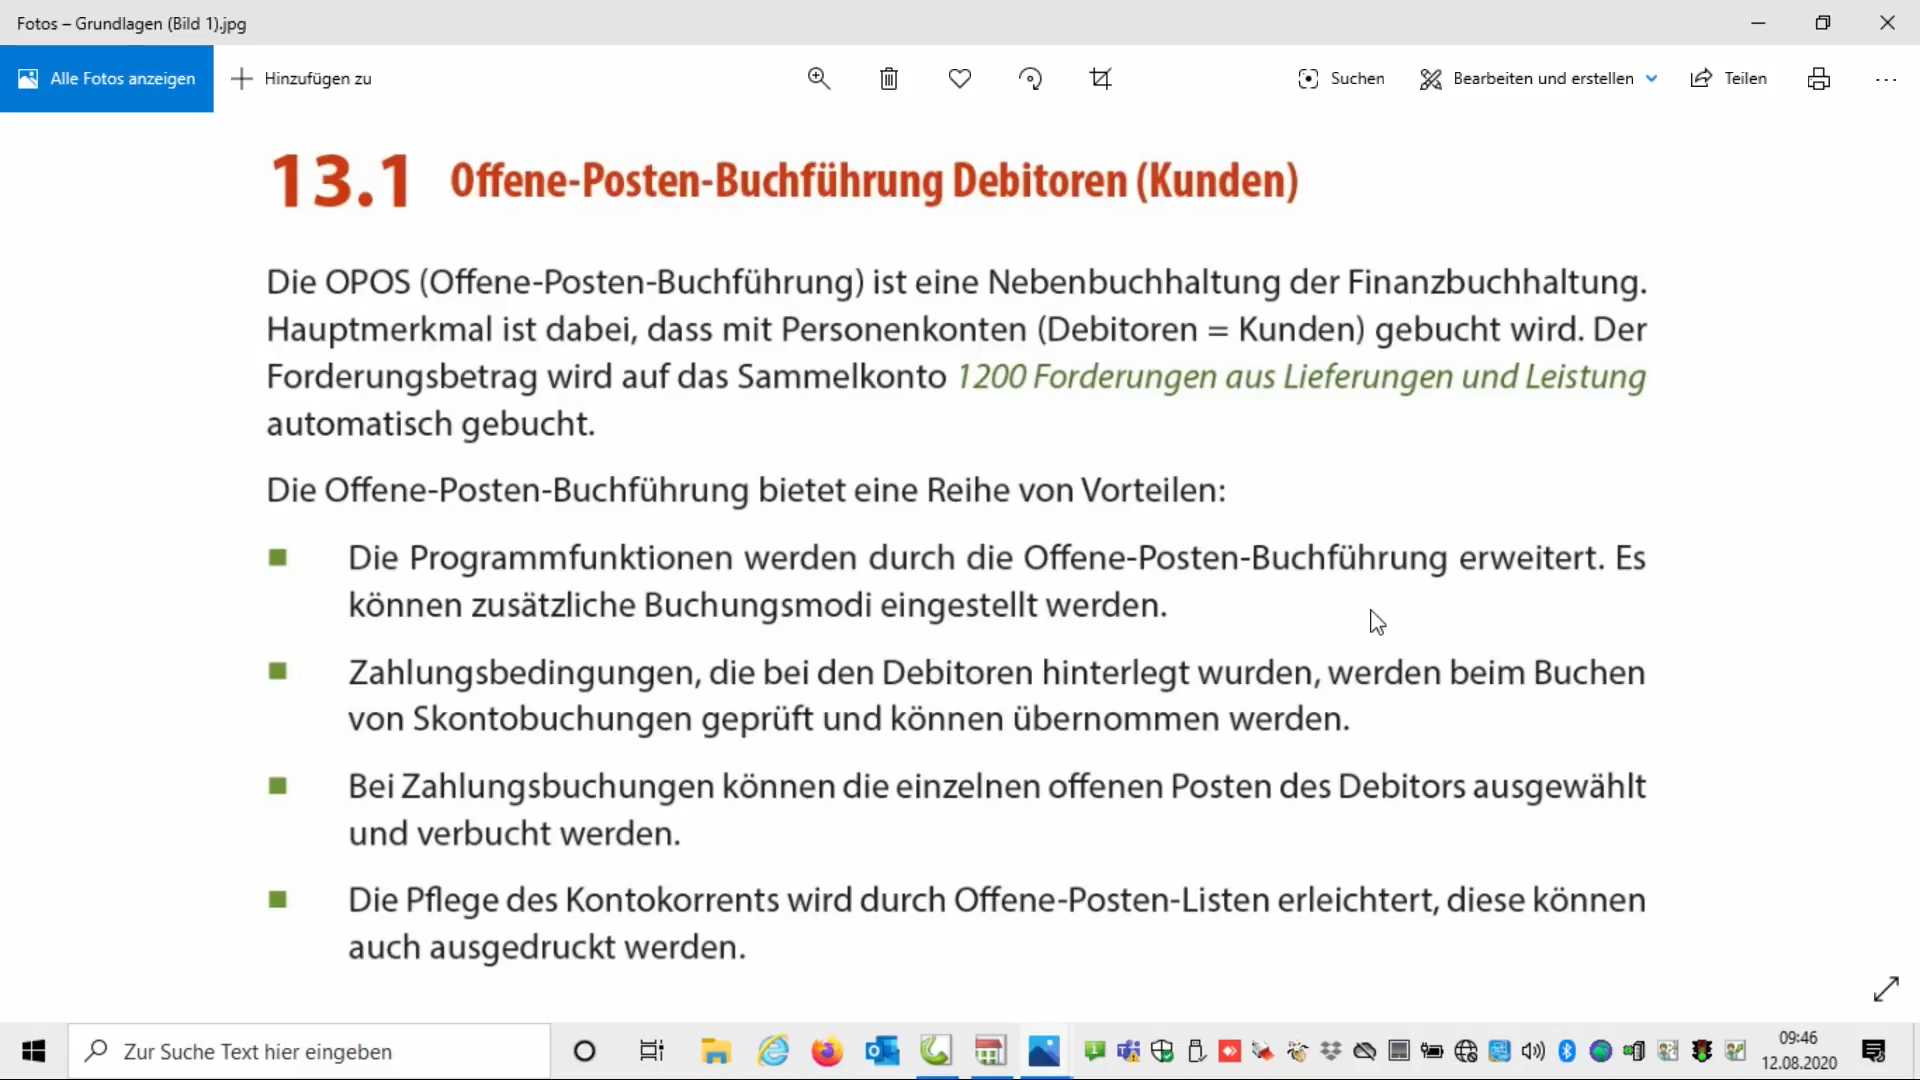 Fotos – Grundlagen (Bild 1).jpg
Alle Fotos anzeigen
Hinzufügen zu
Suchen
Bearbeiten und erstellen
Teilen
13.1 Offene-Posten-Buchführung Debitoren (Kunden)
Die OPOS (Offene-Posten-Buchführung) ist eine Nebenbuchhaltung der Finanzbuchhaltung.
Hauptmerkmal ist dabei, dass mit Personenkonten (Debitoren = Kunden) gebucht wird. Der
Forderungsbetrag wird auf das Sammelkonto 1200 Forderungen aus Lieferungen und Leistung
automatisch gebucht.
Die Offene-Posten-Buchführung bietet eine Reihe von Vorteilen:
Die Programmfunktionen werden durch die Offene-Posten-Buchführung erweitert. Es
können zusätzliche Buchungsmodi eingestellt werden.
Zahlungsbedingungen, die bei den Debitoren hinterlegt wurden, werden beim Buchen
von Skontobuchungen geprüft und können übernommen werden.
Bei Zahlungsbuchungen können die einzelnen offenen Posten des Debitors ausgewählt
und verbucht werden.
Die Pflege des Kontokorrents wird durch Offene-Posten-Listen erleichtert, diese können
auch ausgedruckt werden.
Zur Suche Text hier eingeben
09:46
12.08.2020